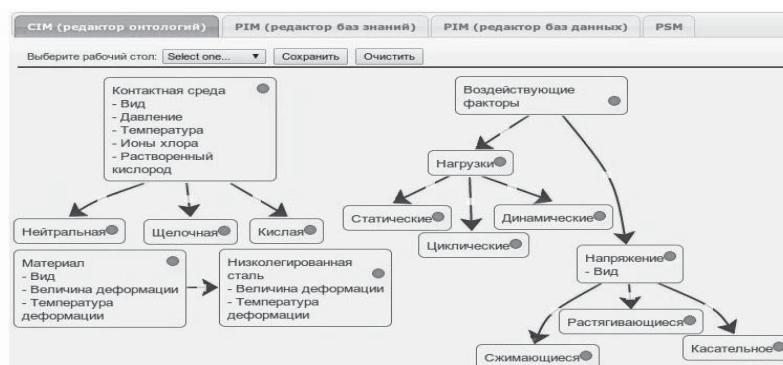 CIM (редактор онтологий) PIM (редактор баз знаний) PIM (редактор баз данных) PSM
Выберите рабочий стол: Select one... Сохранить Очистить
Контактная среда
- Вид
- Давление
- Температура
- Ионы хлора
- Растворенный
кислород
Воздействующие
факторы
Нагрузки
Статические
Динамические
Циклические
Нейтральная
Щелочная
Кислая
Материал
- Вид
- Величина деформации
- Температура
деформации
Низколегированная
сталь
- Величина деформации
- Температура
деформации
Напряжение
- Вид
Растягивающиеся
Сжимающиеся
Касательное